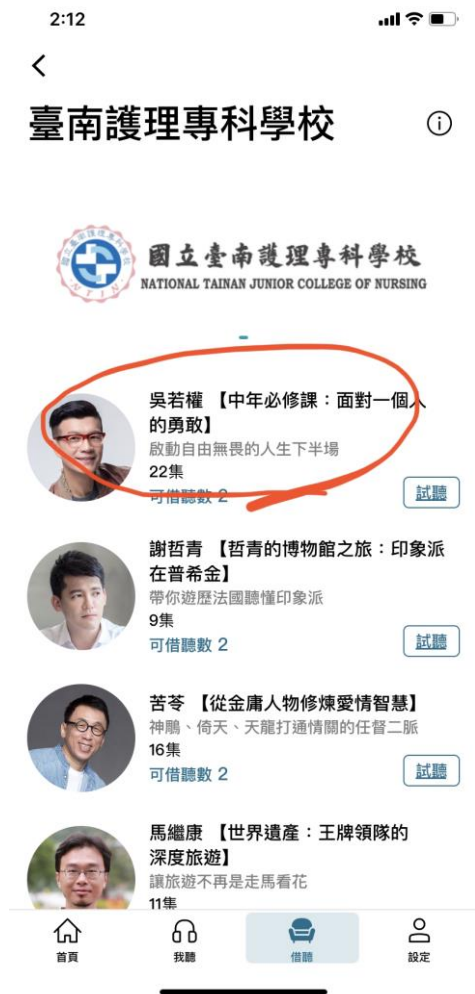 2:12
臺南護理專科學校
國立臺南護理專科學校
NATIONAL TAINAN JUNIOR COLLEGE OF NURSING
吳若權 【中年必修課：面對一個人
的勇敢】
啟動自由無畏的人生下半場
22集
可借聽數 2
試聽
謝哲青 【哲青的博物館之旅：印象派
在普希金】
帶你遊歷法國聽懂印象派
9集
可借聽數 2
試聽
苦苓 【從金庸人物修煉愛情智慧】
神鵰、倚天、天龍打通情關的任督二脈
16集
可借聽數 2
試聽
馬繼康 【世界遺產：王牌領隊的
深度旅遊】
讓旅遊不再是走馬看花
11集
首頁
我聽
借聽
設定